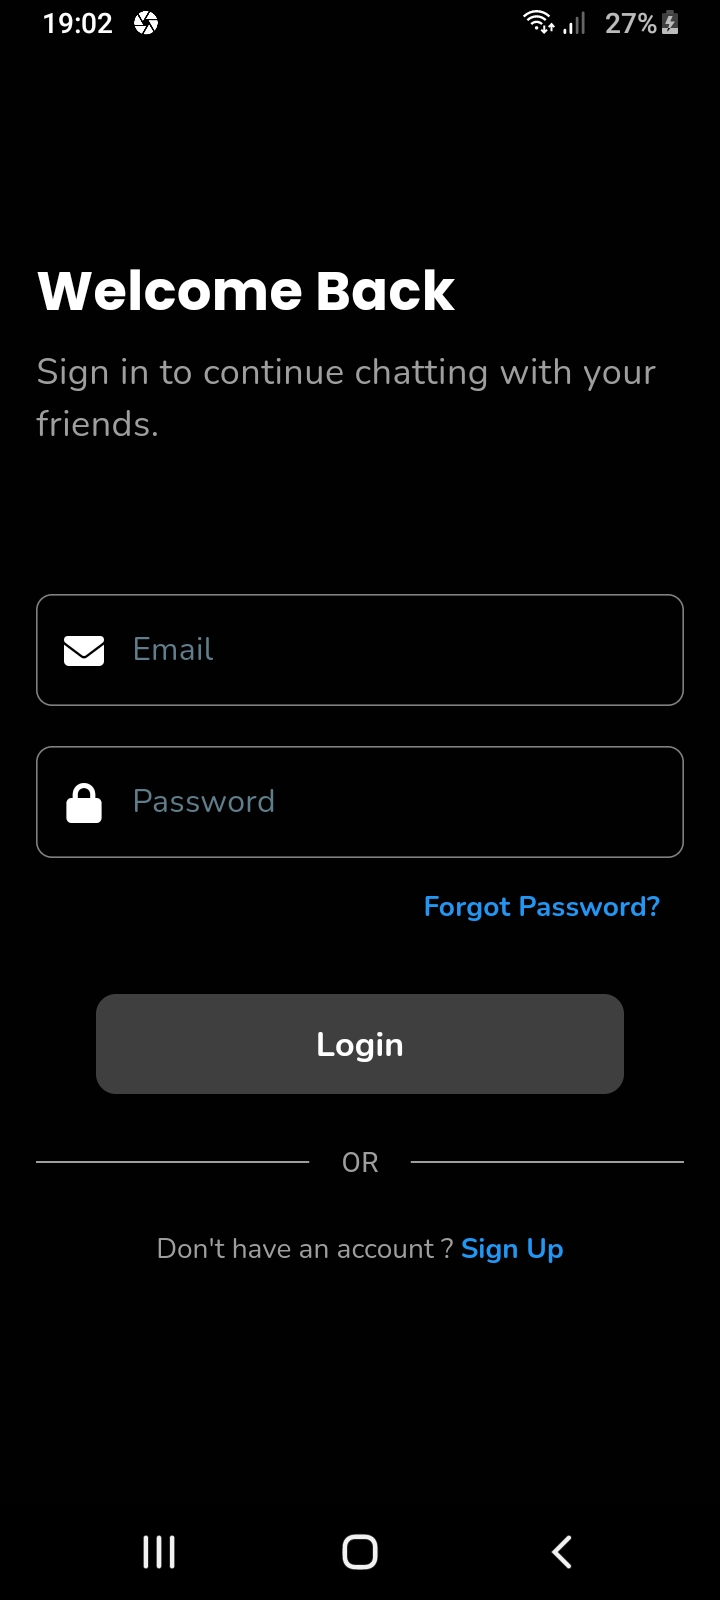 19:02 27%
Welcome Back
Sign in to continue chatting with your
friends.
Email
Password
Forgot Password?
Login
OR
Don't have an account ? Sign Up